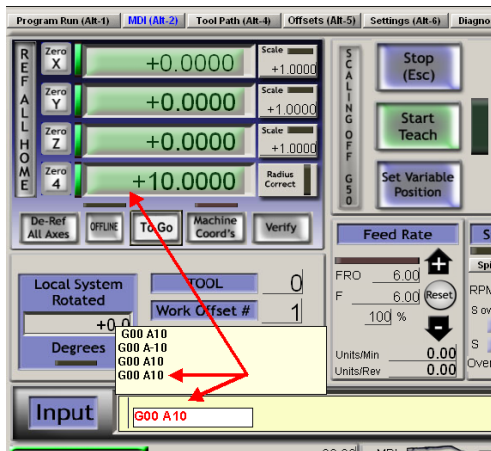 Program Run (Alt-1) MDI (Alt-2) Tool Path (Alt-4) Offsets (Alt-5) Settings (Alt-6) Diagno
REF ALL HOME
Zero X +0.0000 Scale +1.0000
Zero Y +0.0000 Scale +1.0000
Zero Z +0.0000 Scale +1.0000
Zero 4 +10.0000 Radius Correct
De-Ref All Axes OFFLINE To Go Machine Coord's Verify
SCALING OFF G50
Stop (Esc)
Start Teach
Set Variable Position
Local System Rotated
+0.0
Degrees
TOOL 0
Work Offset # 1
Feed Rate
FRO 6.00
F 6.00 Reset
100 %
Units/Min 0.00
Units/Rev 0.00
S
Spi
RPM
S ov
S
Over
G00 A10
G00 A-10
G00 A10
G00 A10
Input G00 A10